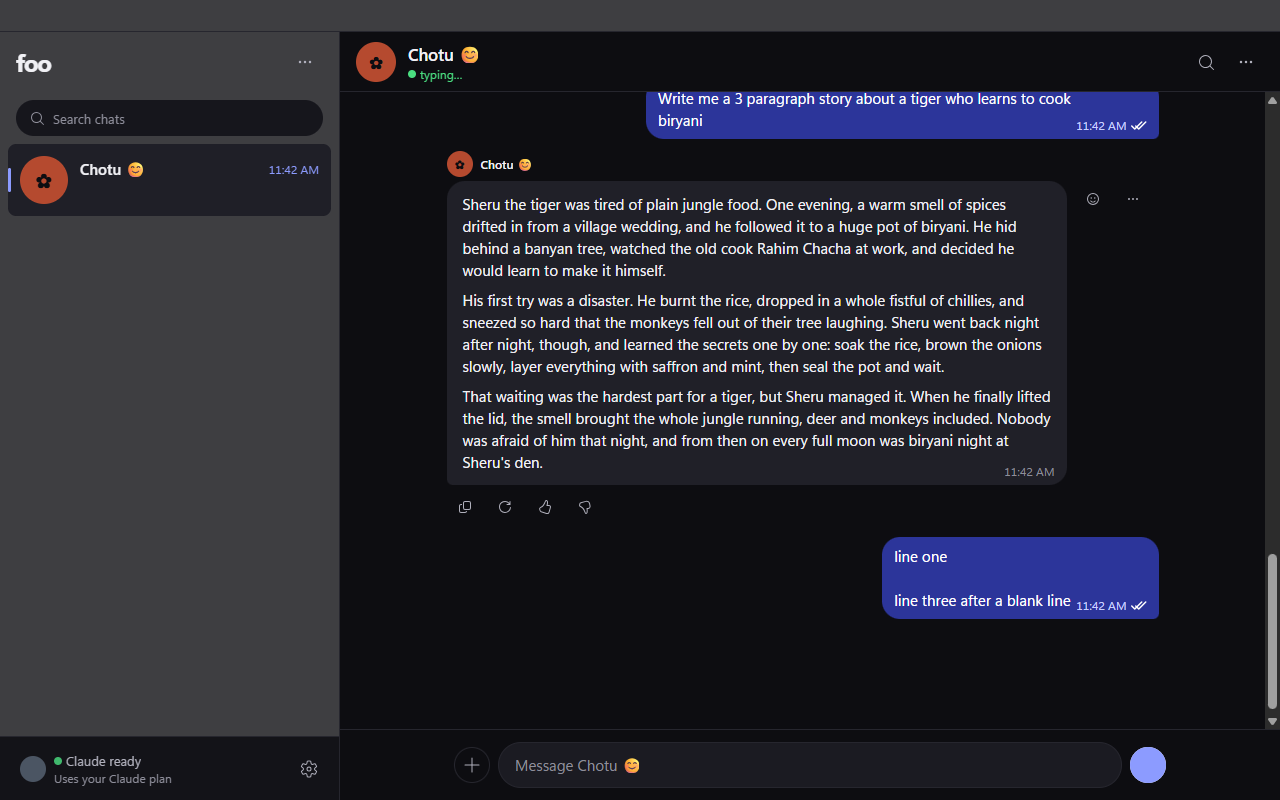 foo
Search chats
Chotu 😊
11:42 AM
Claude ready
Uses your Claude plan
Chotu 😊
typing...
Write me a 3 paragraph story about a tiger who learns to cook
biryani
11:42 AM
Chotu 😊
Sheru the tiger was tired of plain jungle food. One evening, a warm smell of spices
drifted in from a village wedding, and he followed it to a huge pot of biryani. He hid
behind a banyan tree, watched the old cook Rahim Chacha at work, and decided he
would learn to make it himself.
His first try was a disaster. He burnt the rice, dropped in a whole fistful of chillies, and
sneezed so hard that the monkeys fell out of their tree laughing. Sheru went back night
after night, though, and learned the secrets one by one: soak the rice, brown the onions
slowly, layer everything with saffron and mint, then seal the pot and wait.
That waiting was the hardest part for a tiger, but Sheru managed it. When he finally lifted
the lid, the smell brought the whole jungle running, deer and monkeys included. Nobody
was afraid of him that night, and from then on every full moon was biryani night at
Sheru's den.
11:42 AM
line one
line three after a blank line
11:42 AM
Message Chotu 😊